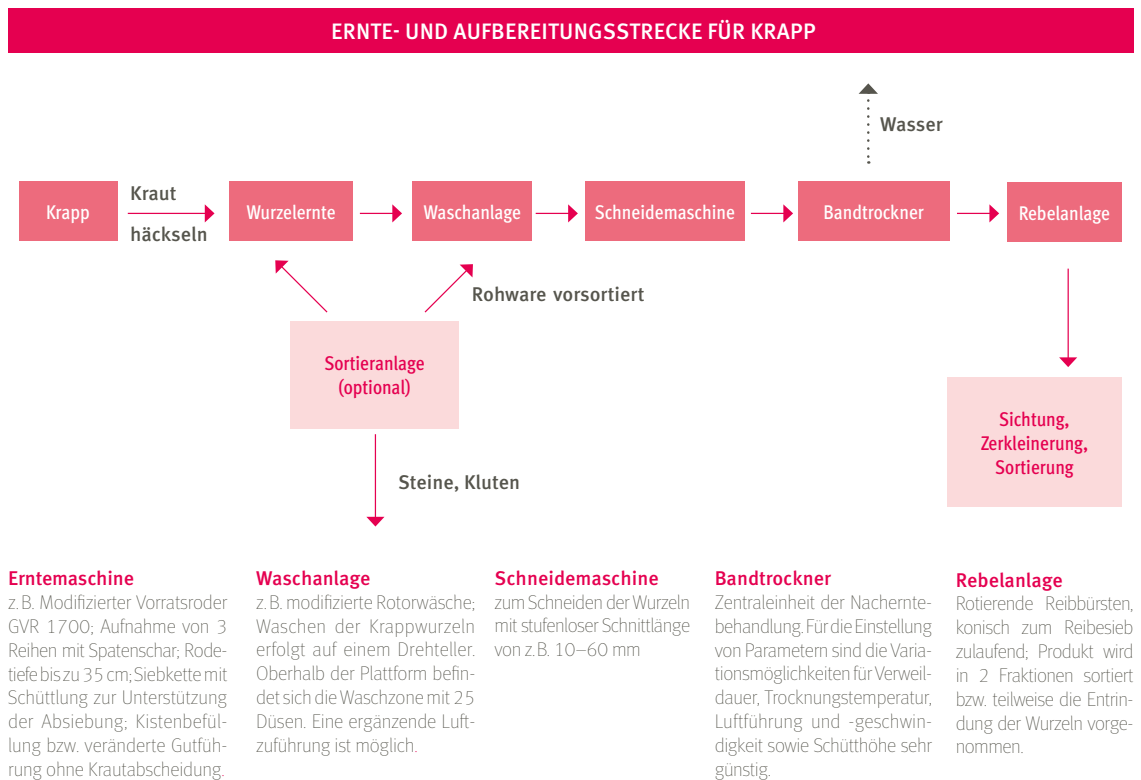 ERNTE- UND AUFBEREITUNGSSTRECKE FÜR KRAPP
Wasser
Krapp
Kraut
häckseln
Wurzelernte
Waschanlage
Schneidemaschine
Bandtrockner
Rebelanlage
Rohware vorsortiert
Sortieranlage
(optional)
Steine, Kluten
Sichtung,
Zerkleinerung,
Sortierung
Erntemaschine
z. B. Modifizierter Vorratsroder
GVR 1700; Aufnahme von 3
Reihen mit Spatenschar; Rode-
tiefe bis zu 35 cm; Siebkette mit
Schüttlung zur Unterstützung
der Absiebung; Kistenbefül-
lung bzw. veränderte Gutfüh-
rung ohne Krautabscheidung.
Waschanlage
z. B. modifizierte Rotorwäsche;
Waschen der Krappwurzeln
erfolgt auf einem Drehteller.
Oberhalb der Plattform befin-
det sich die Waschzone mit 25
Düsen. Eine ergänzende Luft-
zuführung ist möglich.
Schneidemaschine
zum Schneiden der Wurzeln
mit stufenloser Schnittlänge
von z. B. 10–60 mm
Bandtrockner
Zentraleinheit der Nachernte-
behandlung. Für die Einstellung
von Parametern sind die Varia-
tionsmöglichkeiten für Verweil-
dauer, Trocknungstemperatur,
Luftführung und -geschwin-
digkeit sowie Schütthöhe sehr
günstig.
Rebelanlage
Rotierende Reibbürsten,
konisch zum Reibesieb
zulaufend; Produkt wird
in 2 Fraktionen sortiert
bzw. teilweise die Entrin-
dung der Wurzeln vorge-
nommen.